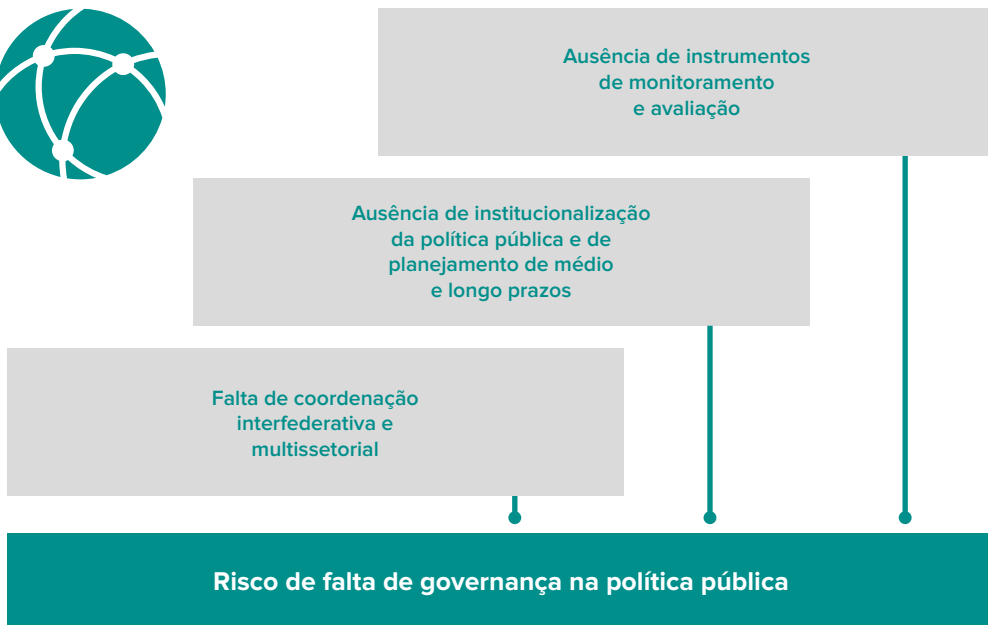 Ausência de instrumentos
de monitoramento
e avaliação
Ausência de institucionalização
da política pública e de
planejamento de médio
e longo prazos
Falta de coordenação
interfederativa e
multissetorial
Risco de falta de governança na política pública